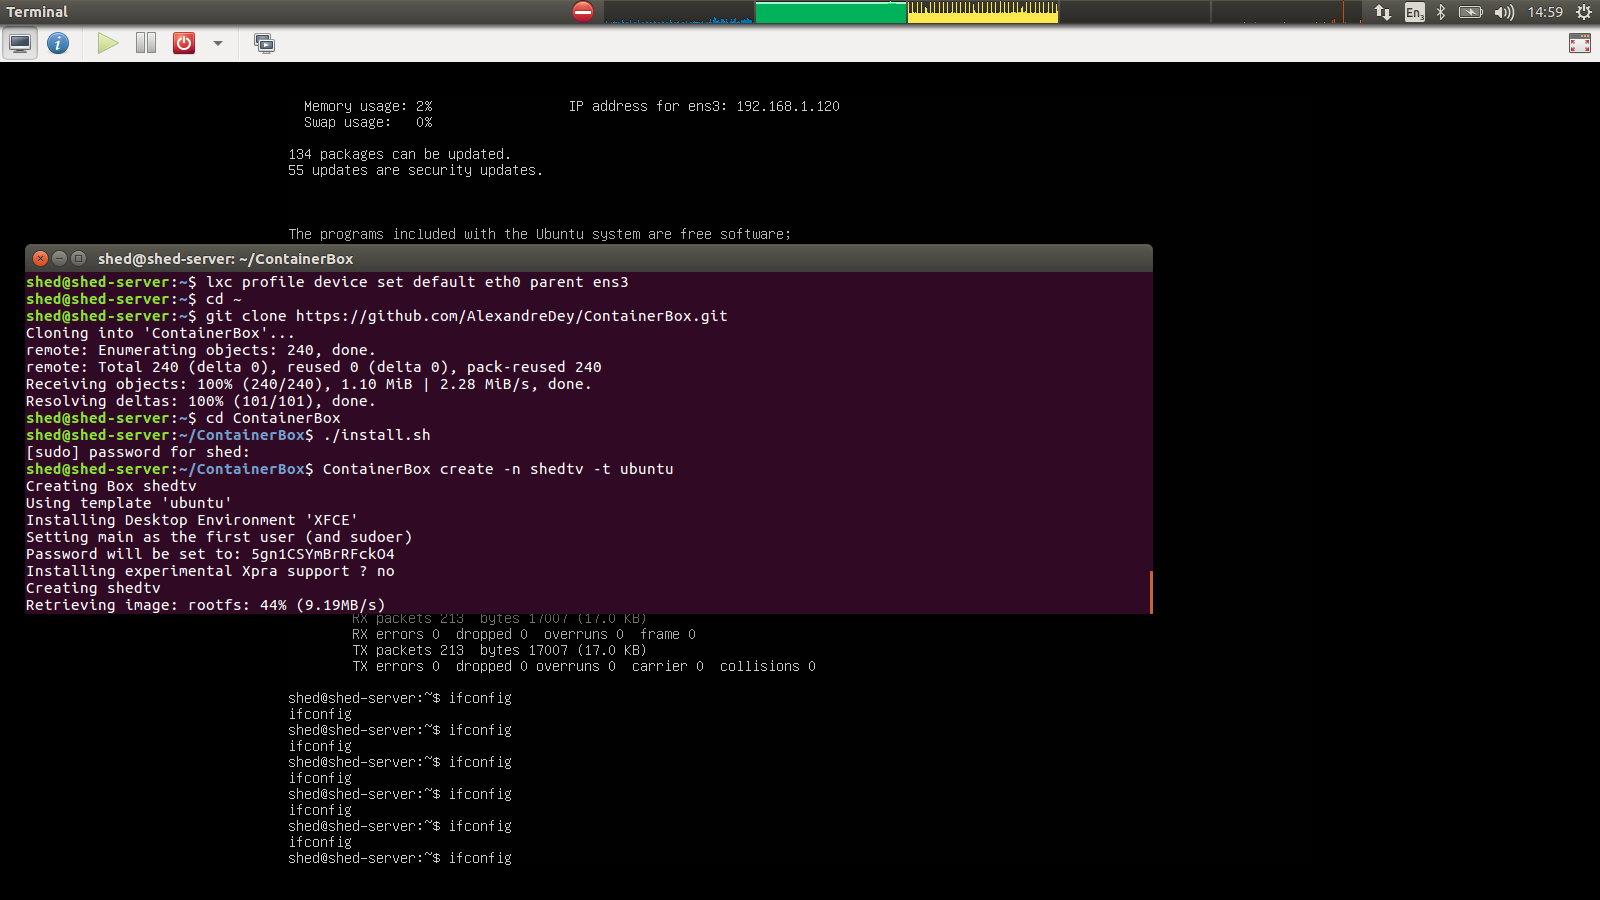 Terminal
En3
14:59
Memory usage: 2% IP address for ens3: 192.168.1.120
Swap usage: 0%
134 packages can be updated.
55 updates are security updates.
The programs included with the Ubuntu system are free software;
shed@shed-server: ~/ContainerBox
shed@shed-server:~$ lxc profile device set default eth0 parent ens3
shed@shed-server:~$ cd ~
shed@shed-server:~$ git clone https://github.com/AlexandreDey/ContainerBox.git
Cloning into 'ContainerBox'...
remote: Enumerating objects: 240, done.
remote: Total 240 (delta 0), reused 0 (delta 0), pack-reused 240
Receiving objects: 100% (240/240), 1.10 MiB | 2.28 MiB/s, done.
Resolving deltas: 100% (101/101), done.
shed@shed-server:~$ cd ContainerBox
shed@shed-server:~/ContainerBox$ ./install.sh
[sudo] password for shed:
shed@shed-server:~/ContainerBox$ ContainerBox create -n shedtv -t ubuntu
Creating Box shedtv
Using template 'ubuntu'
Installing Desktop Environment 'XFCE'
Setting main as the first user (and sudoer)
Password will be set to: 5gn1CSYmBrRFckO4
Installing experimental Xpra support ? no
Creating shedtv
Retrieving image: rootfs: 44% (9.19MB/s)
RX packets 213 bytes 17007 (17.0 KB)
RX errors 0 dropped 0 overruns 0 frame 0
TX packets 213 bytes 17007 (17.0 KB)
TX errors 0 dropped 0 overruns 0 carrier 0 collisions 0
shed@shed-server:~$ ifconfig
ifconfig
shed@shed-server:~$ ifconfig
ifconfig
shed@shed-server:~$ ifconfig
ifconfig
shed@shed-server:~$ ifconfig
ifconfig
shed@shed-server:~$ ifconfig
ifconfig
shed@shed-server:~$ ifconfig